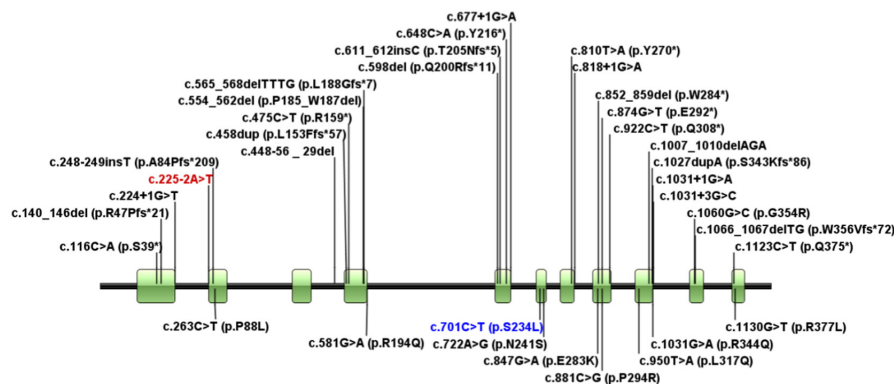 c.677+1G>A
c.648C>A (p.Y216*)
c.611_612insC (p.T205Nfs*5)
c.598del (p.Q200Rfs*11)
c.565_568delTTTG (p.L188Gfs*7)
c.554_562del (p.P185_W187del)
c.475C>T (p.R159*)
c.458dup (p.L153Ffs*57)
c.448-56 _ 29del
c.248-249insT (p.A84Pfs*209)
c.225-2A>T
c.224+1G>T
c.140_146del (p.R47Pfs*21)
c.116C>A (p.S39*)
c.810T>A (p.Y270*)
c.818+1G>A
c.852_859del (p.W284*)
c.874G>T (p.E292*)
c.922C>T (p.Q308*)
c.1007_1010delAGA
c.1027dupA (p.S343Kfs*86)
c.1031+1G>A
c.1031+3G>C
c.1060G>C (p.G354R)
c.1066_1067delTG (p.W356Vfs*72)
c.1123C>T (p.Q375*)
c.263C>T (p.P88L)
c.581G>A (p.R194Q)
c.701C>T (p.S234L)
c.722A>G (p.N241S)
c.847G>A (p.E283K)
c.881C>G (p.P294R)
c.950T>A (p.L317Q)
c.1031G>A (p.R344Q)
c.1130G>T (p.R377L)